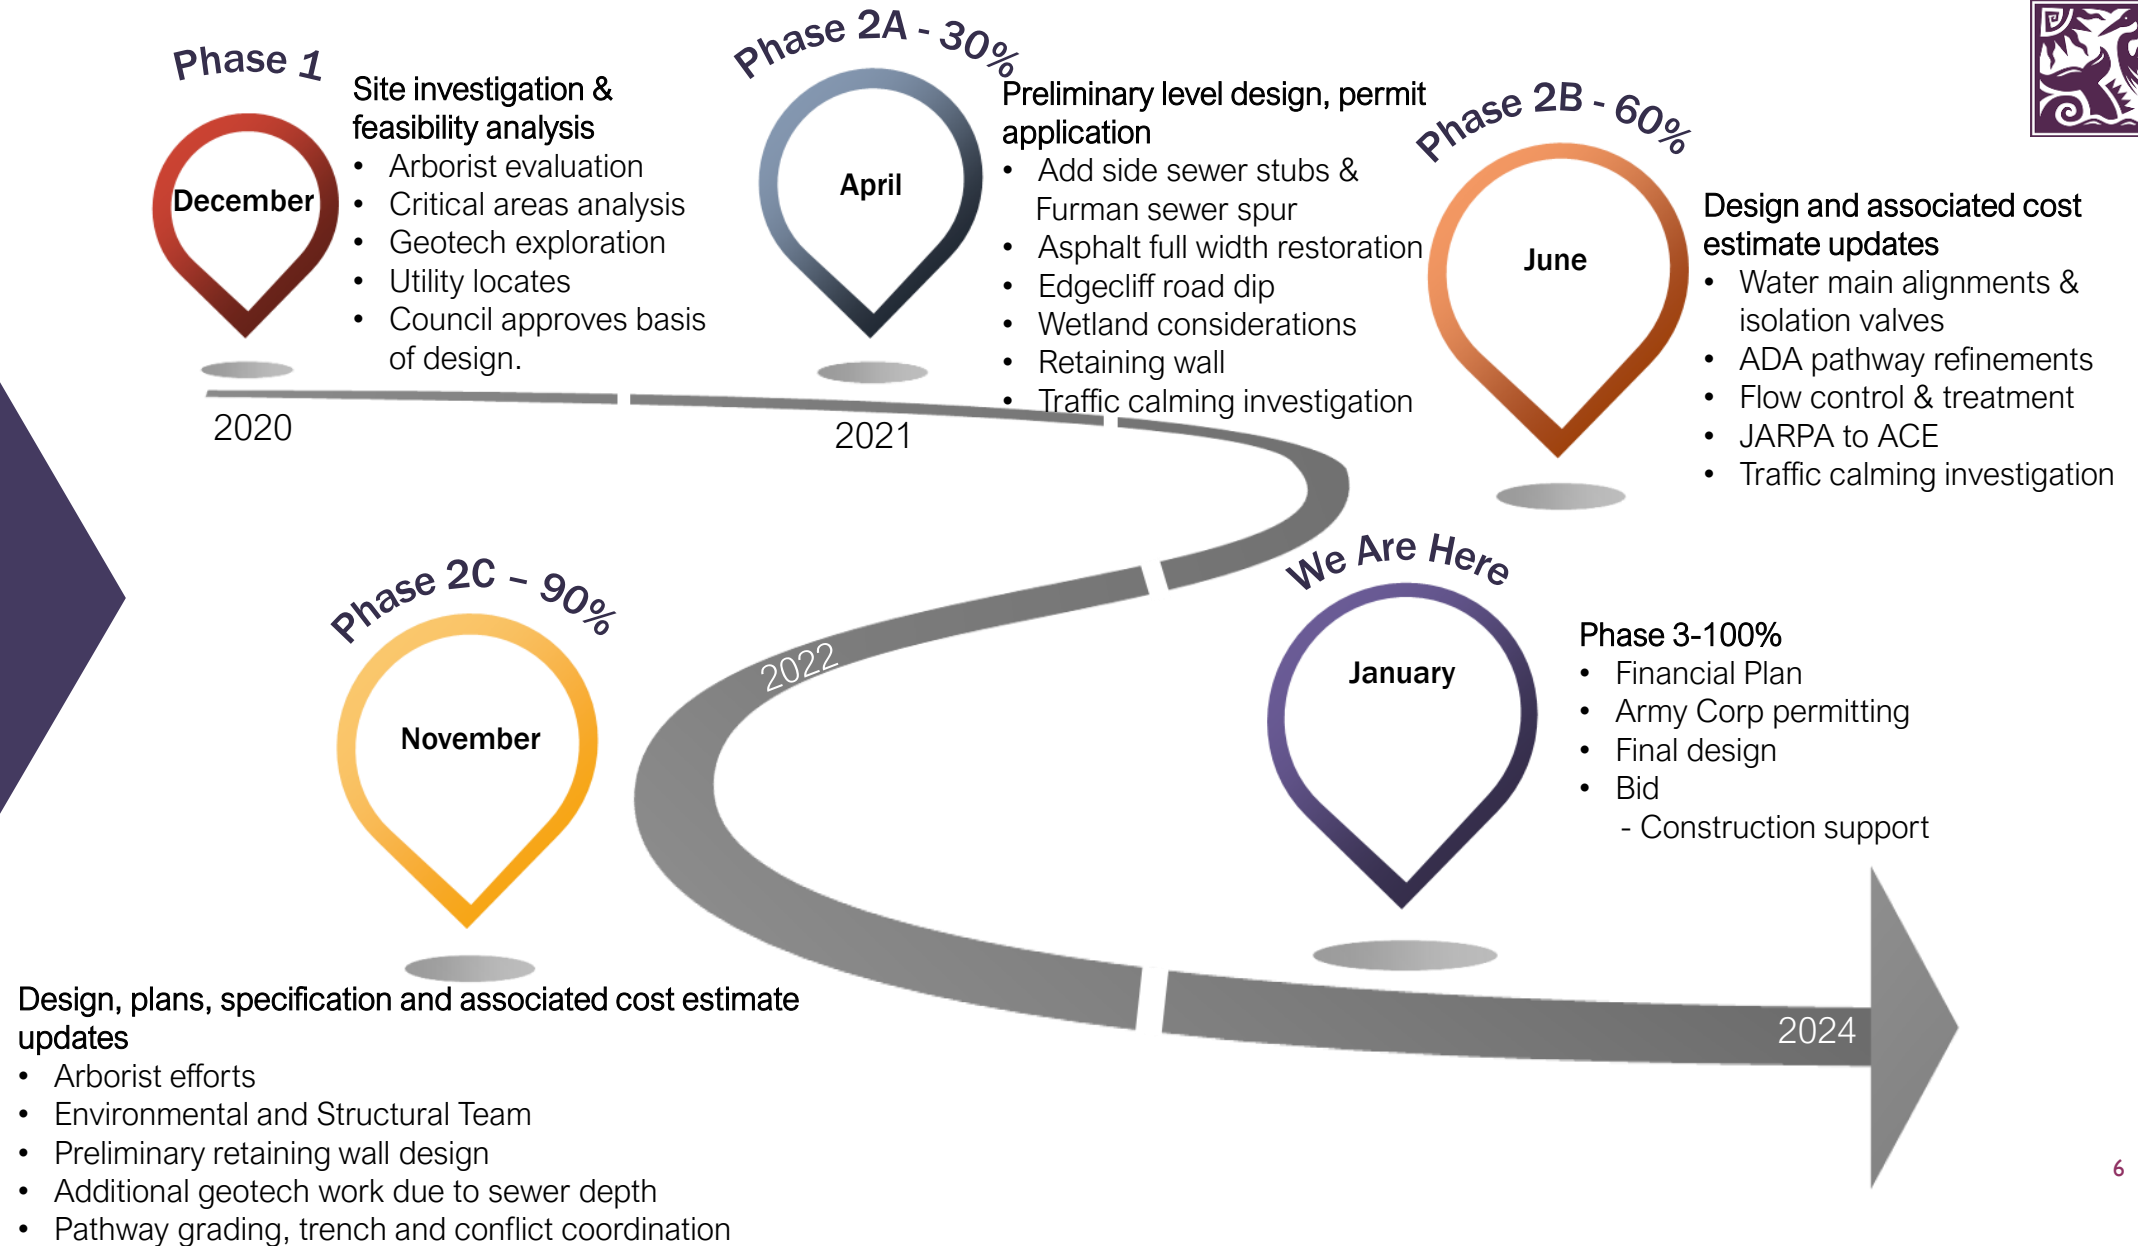 Phase 1
December
Site investigation &
feasibility analysis
• Arborist evaluation
• Critical areas analysis
• Geotech exploration
• Utility locates
• Council approves basis
of design.
2020
Phase 2A - 30%
April
Preliminary level design, permit
application
• Add side sewer stubs &
Furman sewer spur
• Asphalt full width restoration
• Edgecliff road dip
• Wetland considerations
• Retaining wall
• Traffic calming investigation
2021
Phase 2B - 60%
June
Design and associated cost
estimate updates
• Water main alignments &
isolation valves
• ADA pathway refinements
• Flow control & treatment
• JARPA to ACE
• Traffic calming investigation
Phase 2C – 90%
November
2022
Design, plans, specification and associated cost estimate
updates
• Arborist efforts
• Environmental and Structural Team
• Preliminary retaining wall design
• Additional geotech work due to sewer depth
• Pathway grading, trench and conflict coordination
We Are Here
January
Phase 3-100%
• Financial Plan
• Army Corp permitting
• Final design
• Bid
- Construction support
2024
6